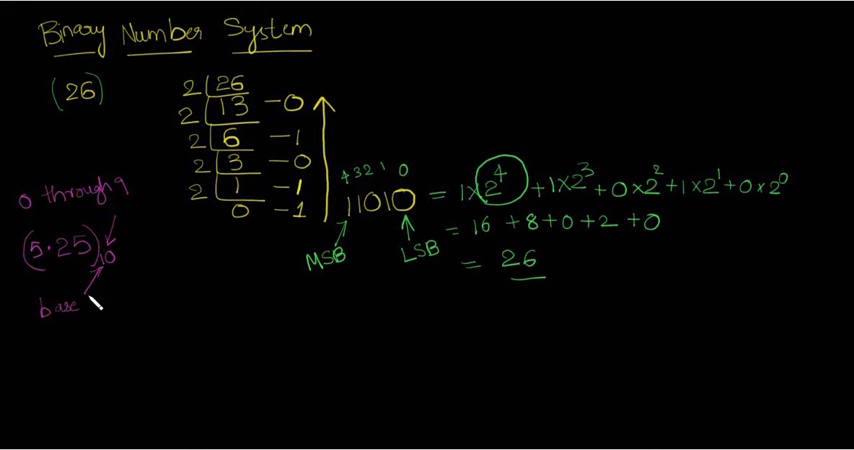 Binary Number System
(26)
2 | 26
2 | 13 - 0
2 | 6 - 1
2 | 3 - 0
2 | 1 - 1
0 - 1
4 3 2 1 0
11010 = 1×2⁴ + 1×2³ + 0×2² + 1×2¹ + 0×2⁰
= 16 + 8 + 0 + 2 + 0
= 26
MSB
LSB
0 through 9
(5.25)₁₀
base